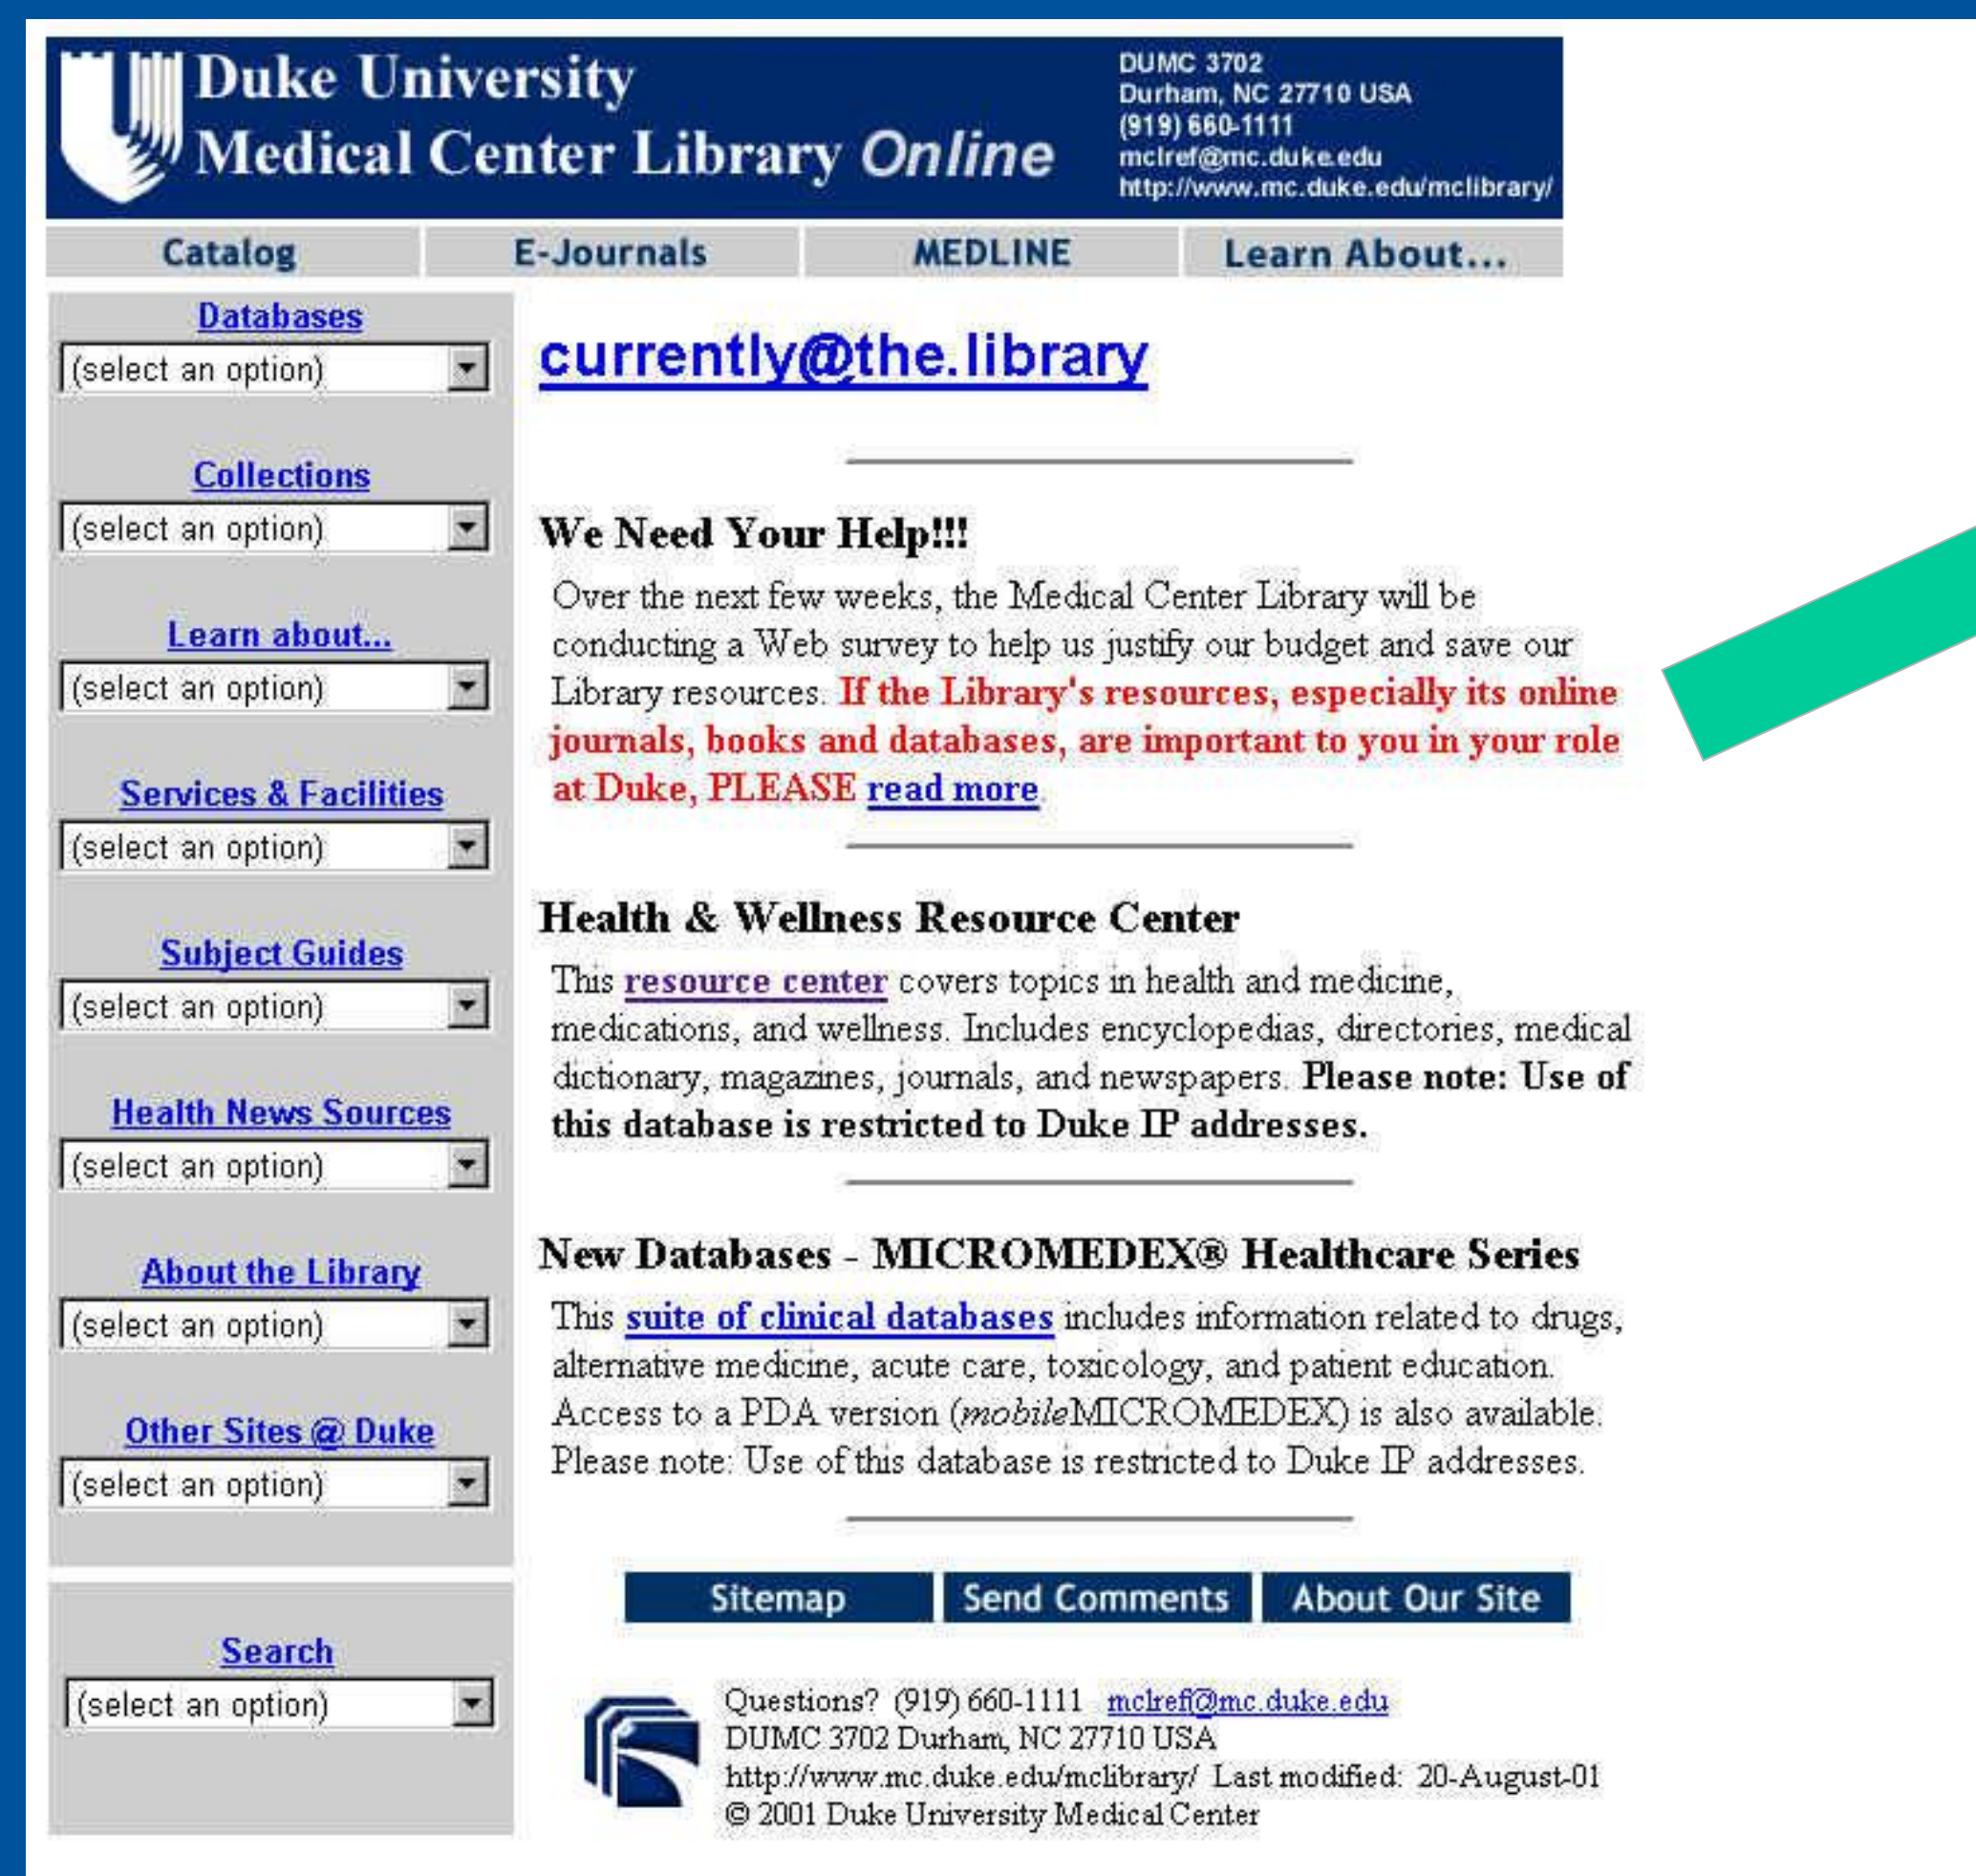 Duke University
Medical Center Library Online
DUMC 3702
Durham, NC 27710 USA
(919) 660-1111
mclref@mc.duke.edu
http://www.mc.duke.edu/mclibrary/
Catalog
E-Journals
MEDLINE
Learn About...
Databases
(select an option)
Collections
(select an option)
Learn about...
(select an option)
Services & Facilities
(select an option)
Subject Guides
(select an option)
Health News Sources
(select an option)
About the Library
(select an option)
Other Sites @ Duke
(select an option)
Search
(select an option)
currently@the.library
We Need Your Help!!!
Over the next few weeks, the Medical Center Library will be
conducting a Web survey to help us justify our budget and save our
Library resources. If the Library's resources, especially its online
journals, books and databases, are important to you in your role
at Duke, PLEASE read more.
Health & Wellness Resource Center
This resource center covers topics in health and medicine,
medications, and wellness. Includes encyclopedias, directories, medical
dictionary, magazines, journals, and newspapers. Please note: Use of
this database is restricted to Duke IP addresses.
New Databases - MICROMEDEX® Healthcare Series
This suite of clinical databases includes information related to drugs,
alternative medicine, acute care, toxicology, and patient education.
Access to a PDA version (mobileMICROMEDEX) is also available.
Please note: Use of this database is restricted to Duke IP addresses.
Sitemap
Send Comments
About Our Site
Questions? (919) 660-1111 mclref@mc.duke.edu
DUMC 3702 Durham, NC 27710 USA
http://www.mc.duke.edu/mclibrary/ Last modified: 20-August-01
© 2001 Duke University Medical Center